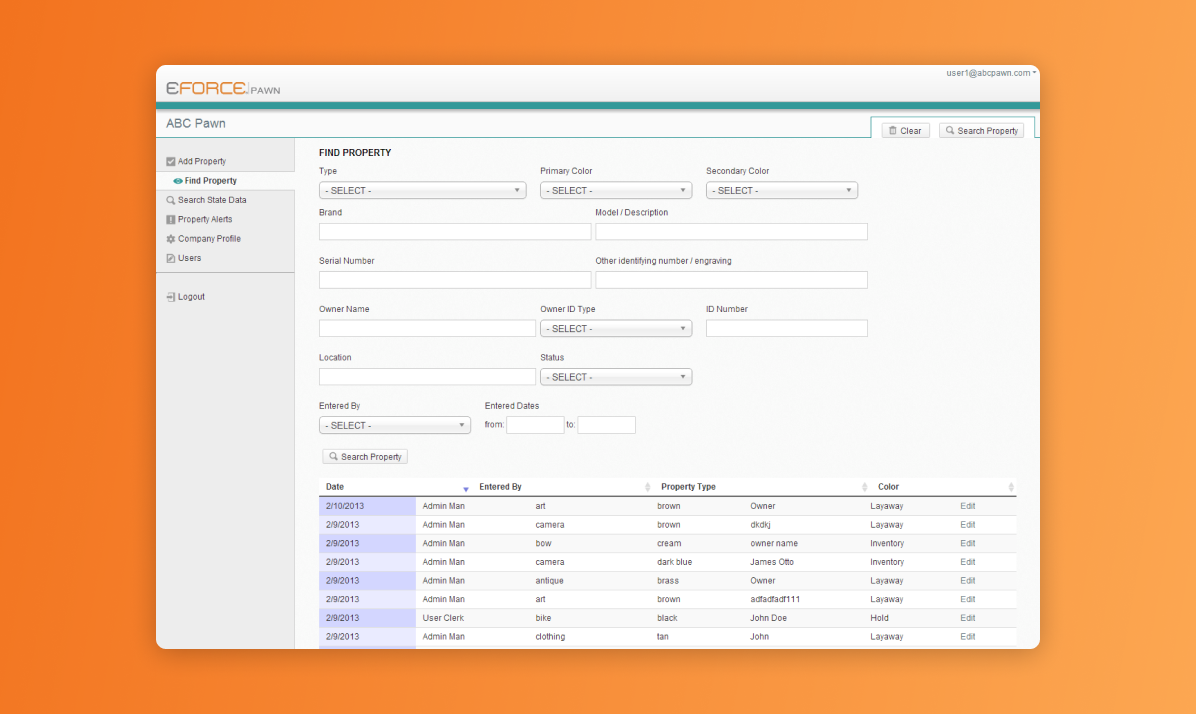 user1@abcpawn.com
EFORCE PAWN
ABC Pawn
Clear Search Property
Add Property
Find Property
Search State Data
Property Alerts
Company Profile
Users
Logout
FIND PROPERTY
Type Primary Color Secondary Color
- SELECT - - SELECT - - SELECT -
Brand Model / Description
Serial Number Other identifying number / engraving
Owner Name Owner ID Type ID Number
- SELECT -
Location Status
- SELECT -
Entered By Entered Dates
- SELECT - from: to:
Search Property
Date Entered By Property Type Color
2/10/2013 Admin Man art brown Owner Layaway Edit
2/9/2013 Admin Man camera brown dkdkj Layaway Edit
2/9/2013 Admin Man bow cream owner name Inventory Edit
2/9/2013 Admin Man camera dark blue James Otto Inventory Edit
2/9/2013 Admin Man antique brass Owner Layaway Edit
2/9/2013 Admin Man art brown adfadfadf111 Layaway Edit
2/9/2013 User Clerk bike black John Doe Hold Edit
2/9/2013 Admin Man clothing tan John Layaway Edit